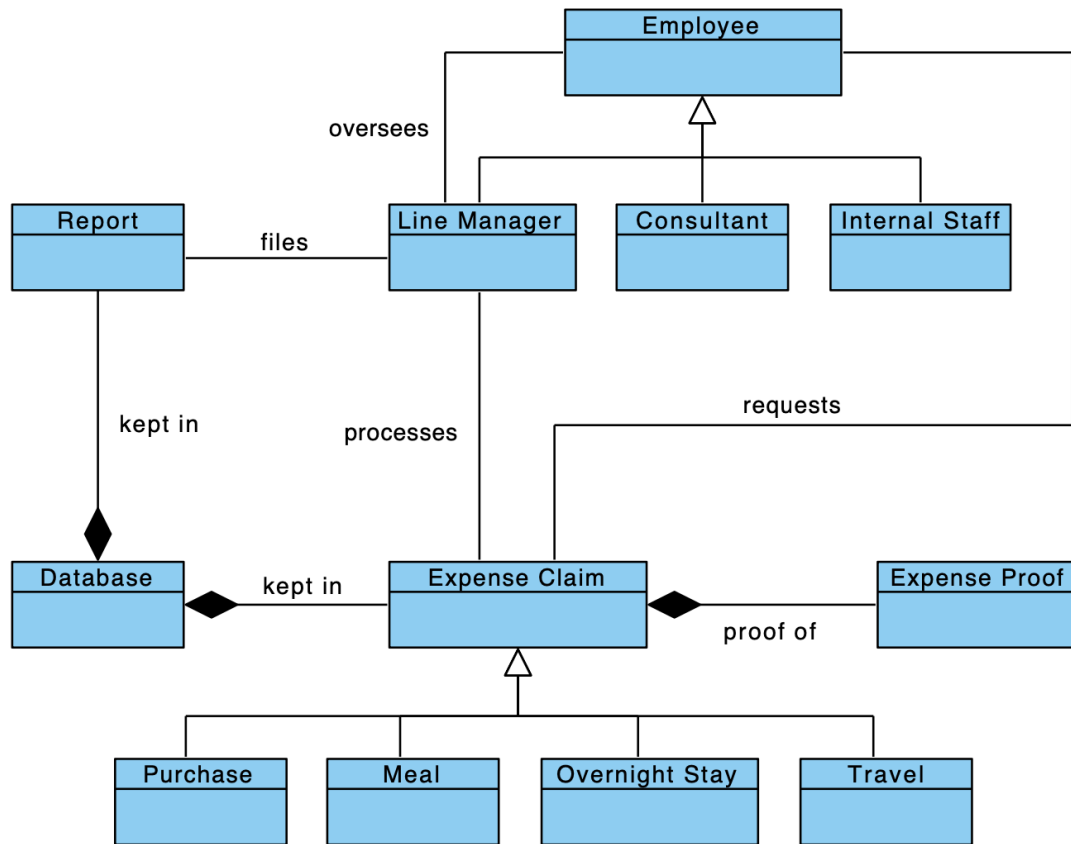 Employee
oversees
Report
Line Manager
Consultant
Internal Staff
files
kept in
processes
requests
Database
kept in
Expense Claim
Expense Proof
proof of
Purchase
Meal
Overnight Stay
Travel